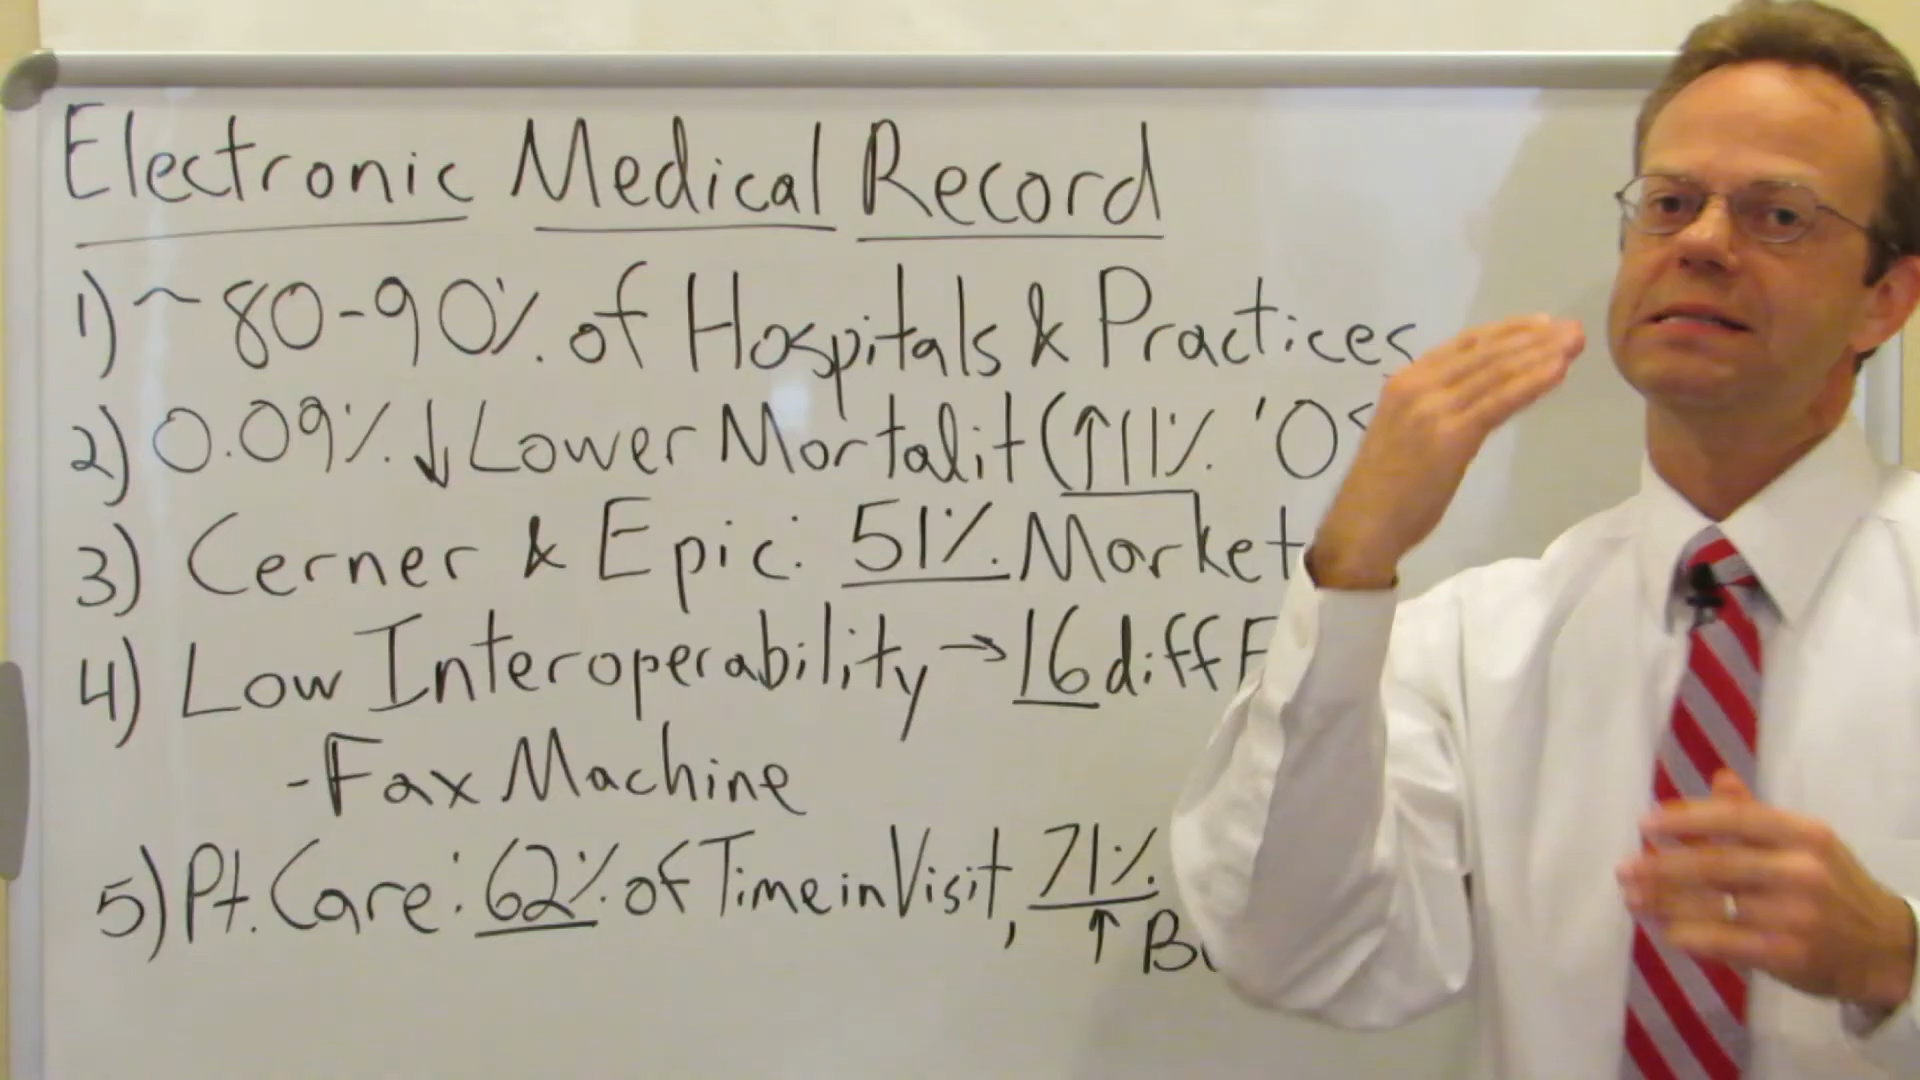 Electronic Medical Record
1) ~80-90% of Hospitals & Practices
2) 0.09% ↓ Lower Mortalit (↑11%
3) Cerner & Epic: 51% Market
4) Low Interoperability → 16 diff
- Fax Machine
5) Pt. Care: 62% of Time in Visit, 71%
↑